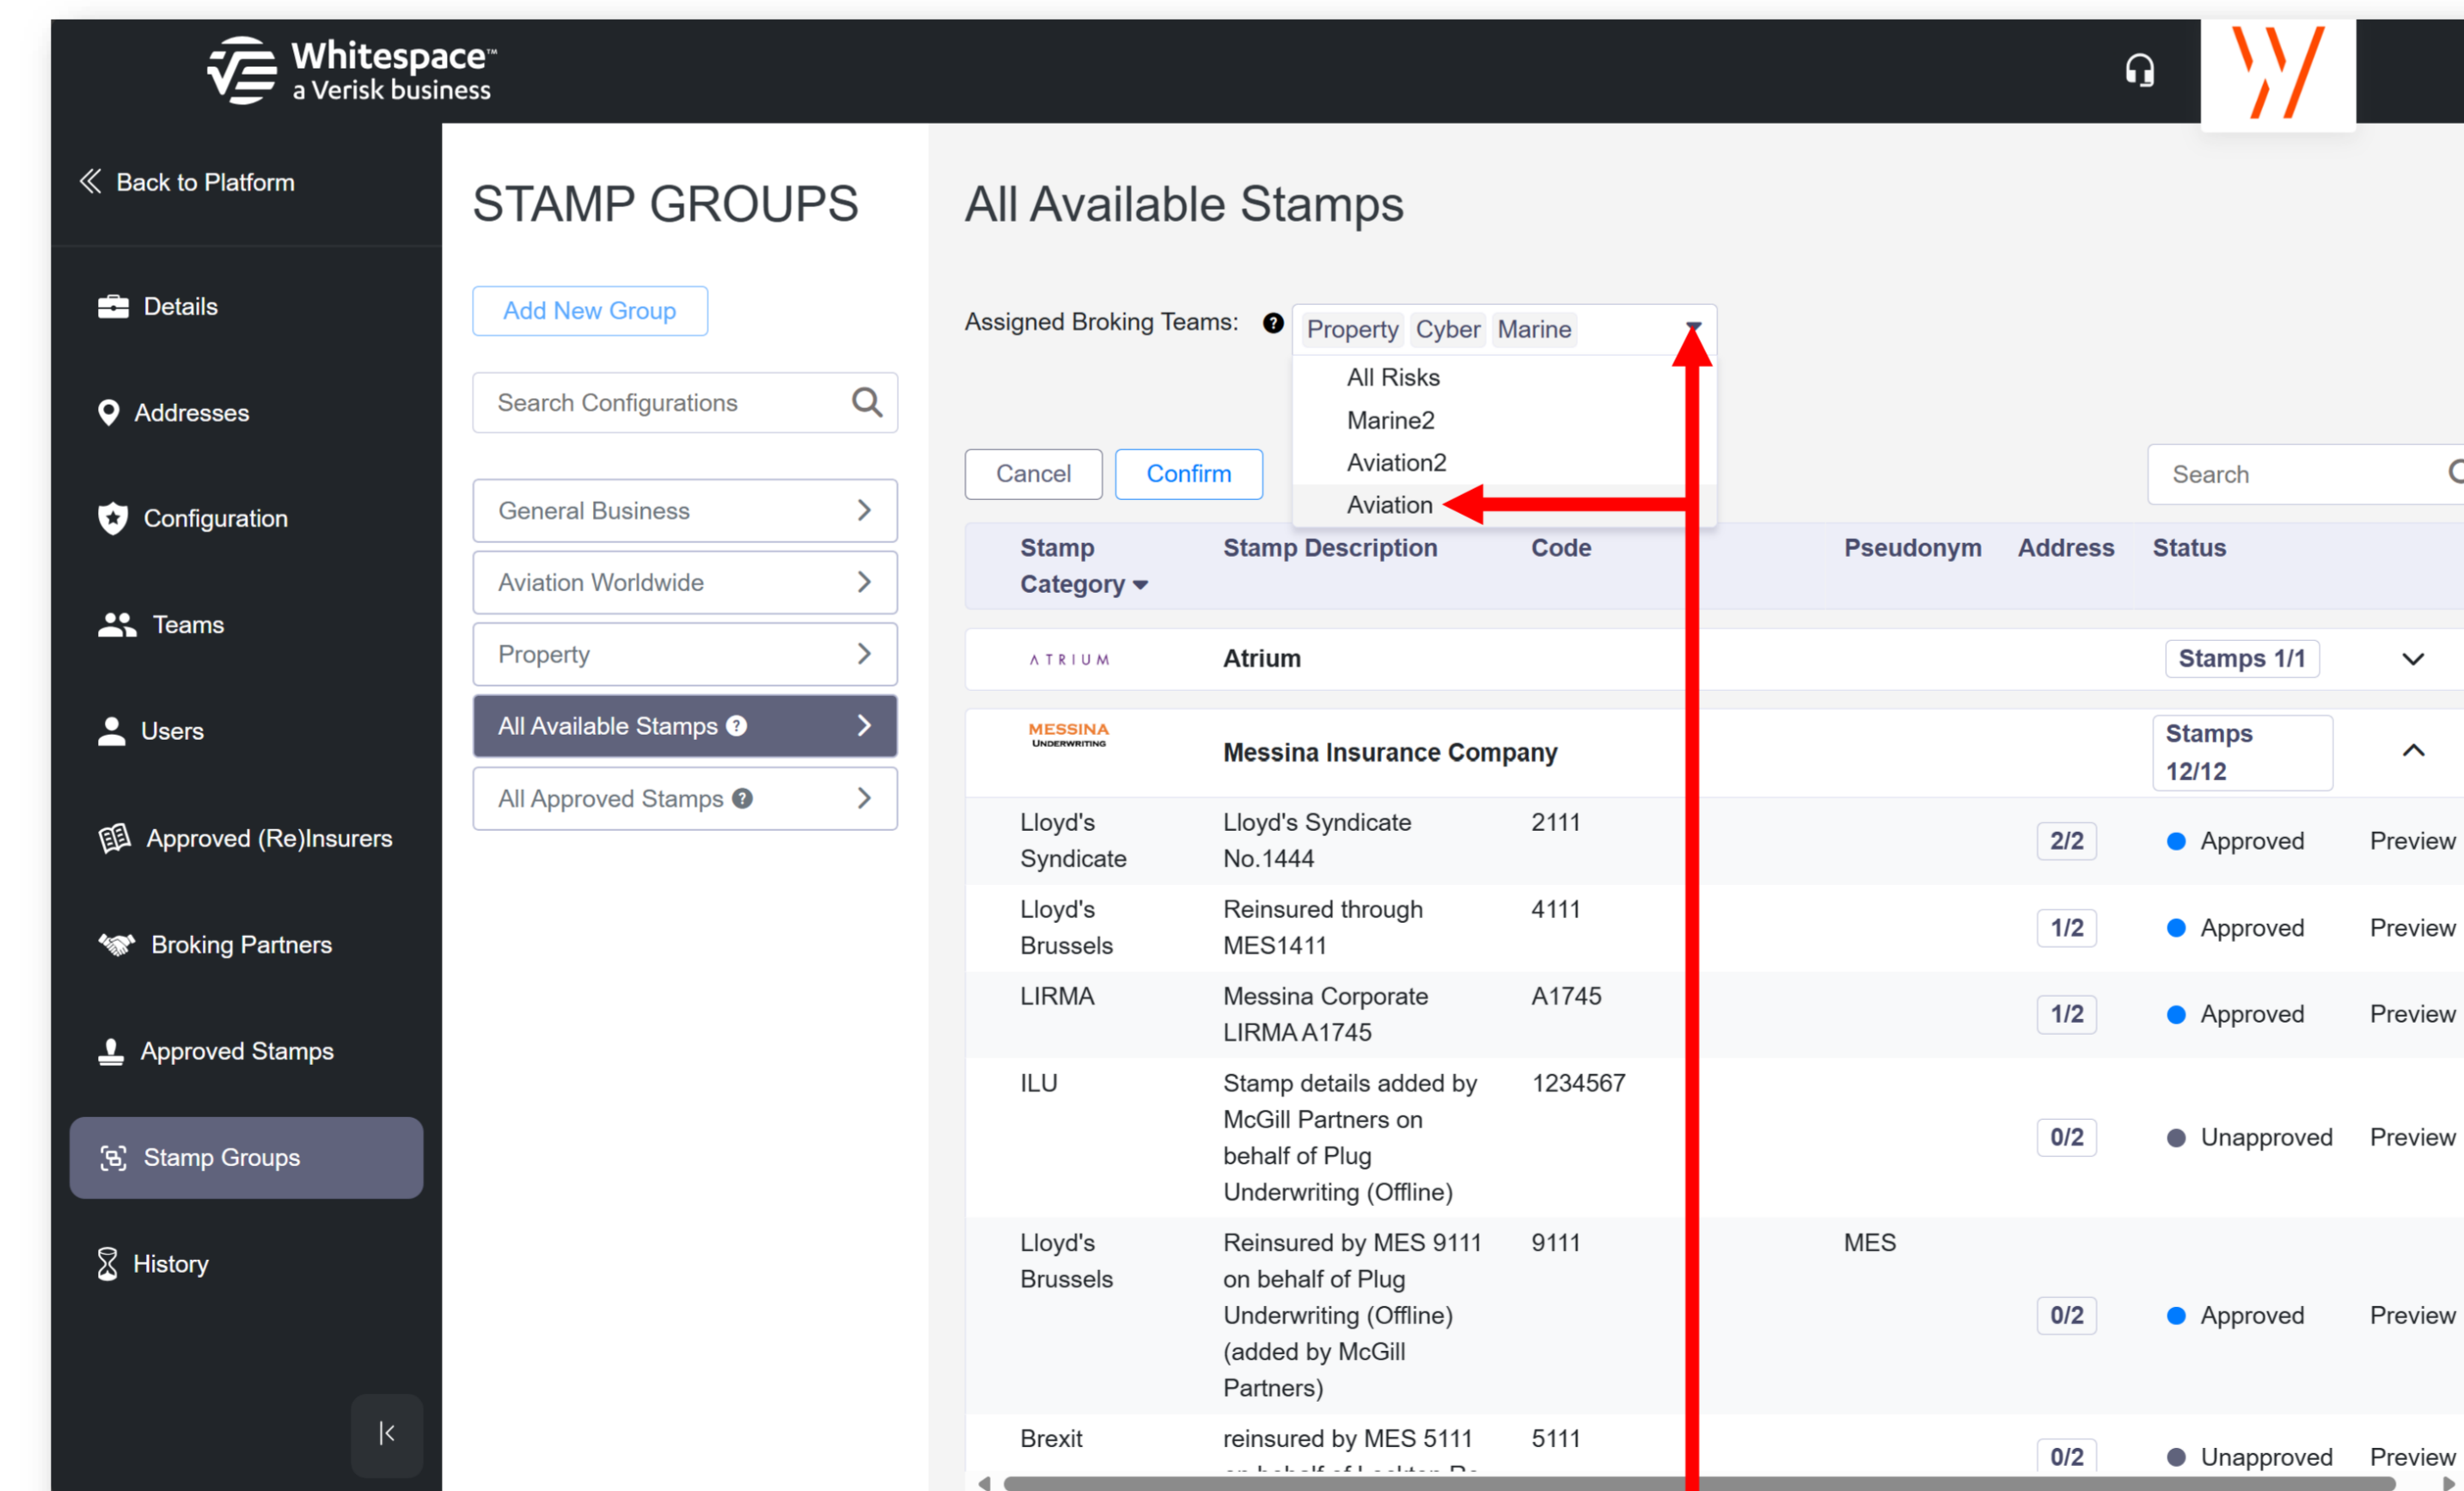 Whitespace™
a Verisk business
Back to Platform
Details
Addresses
Configuration
Teams
Users
Approved (Re)Insurers
Broking Partners
Approved Stamps
Stamp Groups
History
STAMP GROUPS
Add New Group
Search Configurations
General Business
Aviation Worldwide
Property
All Available Stamps ?
All Approved Stamps ?
All Available Stamps
Assigned Broking Teams: ? Property Cyber Marine
All Risks
Marine2
Aviation2
Aviation
Cancel Confirm
Search
Stamp Stamp Description Code Pseudonym Address Status
Category
ATRIUM Atrium Stamps 1/1
MESSINA
UNDERWRITING
Messina Insurance Company
Stamps
12/12
Lloyd's Lloyd's Syndicate 2111
Syndicate No.1444
2/2 Approved Preview
Lloyd's Reinsured through 4111
Brussels MES1411
1/2 Approved Preview
LIRMA Messina Corporate A1745
LIRMA A1745
1/2 Approved Preview
ILU Stamp details added by 1234567
McGill Partners on
behalf of Plug
Underwriting (Offline)
0/2 Unapproved Preview
Lloyd's Reinsured by MES 9111 9111 MES
Brussels on behalf of Plug
Underwriting (Offline)
(added by McGill
Partners)
0/2 Approved Preview
Brexit reinsured by MES 5111 5111
0/2 Unapproved Preview